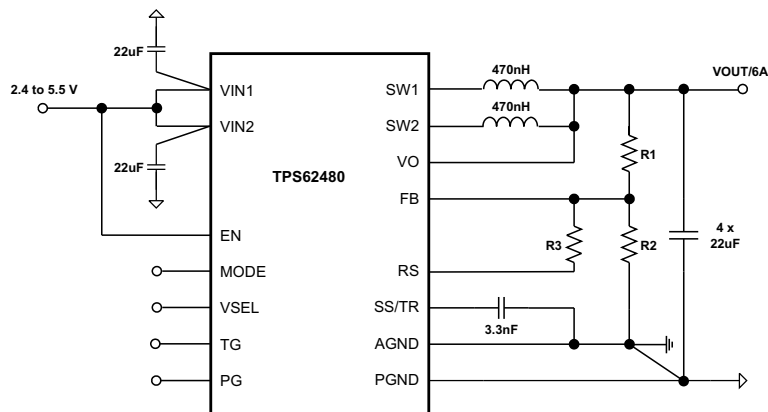 22uF
2.4 to 5.5 V
22uF
TPS62480
VIN1
VIN2
EN
MODE
VSEL
TG
PG
SW1
SW2
VO
FB
RS
SS/TR
AGND
PGND
470nH
470nH
VOUT/6A
R1
R3
R2
4 x
22uF
3.3nF